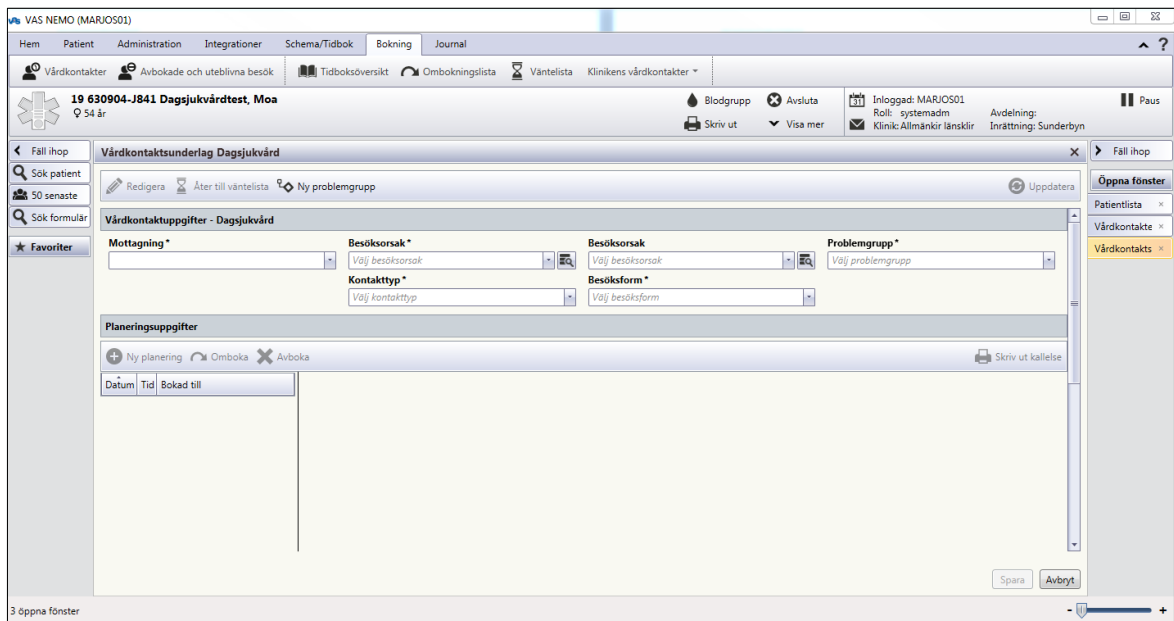 VAS NEMO (MARJOS01)
Hem Patient Administration Integrationer Schema/Tidbok Bokning Journal ?
Vårdkontakter Avbokade och uteblivna besök Tidboksöversikt Ombokningslista Väntelista Klinikens vårdkontakter
19 630904-J841 Dagsjukvårdtest, Moa
♀ 54 år
Blodgrupp Avsluta
Skriv ut Visa mer
31 Inloggad: MARJOS01
Roll: systemadm Avdelning:
Klinik: Allmänkir länsklir Inrättning: Sunderbyn
Paus
Fäll ihop
Sök patient
50 senaste
Sök formulär
Favoriter
Vårdkontaktsunderlag Dagsjukvård
Redigera Åter till väntelista Ny problemgrupp Uppdatera
Vårdkontaktuppgifter - Dagsjukvård
Mottagning * Besöksorsak * Besöksorsak Problemgrupp *
Välj besöksorsak Välj besöksorsak Välj problemgrupp
Kontakttyp * Besöksform *
Välj kontakttyp Välj besöksform
Planeringsuppgifter
Ny planering Omboka Avboka Skriv ut kallelse
Datum Tid Bokad till
Spara Avbryt
Fäll ihop
Öppna fönster
Patientlista ×
Vårdkontakte ×
Vårdkontakts ×
3 öppna fönster - +